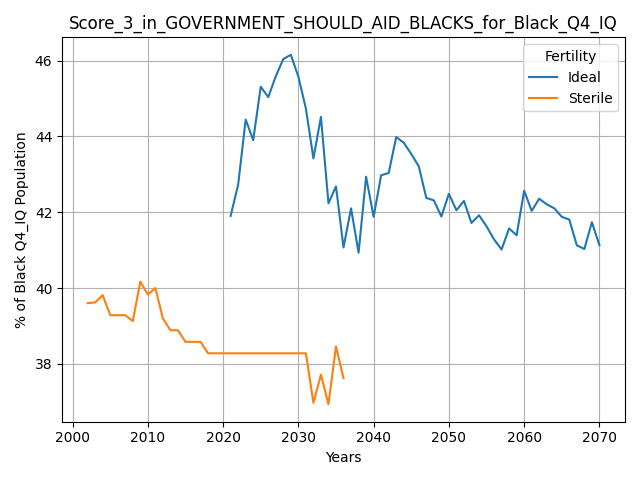 Score_3_in_GOVERNMENT_SHOULD_AID_BLACKS_for_Black_Q4_IQ
Fertility
Ideal
Sterile
% of Black Q4_IQ Population
46
44
42
40
38
2000
2010
2020
2030
2040
2050
2060
2070
Years